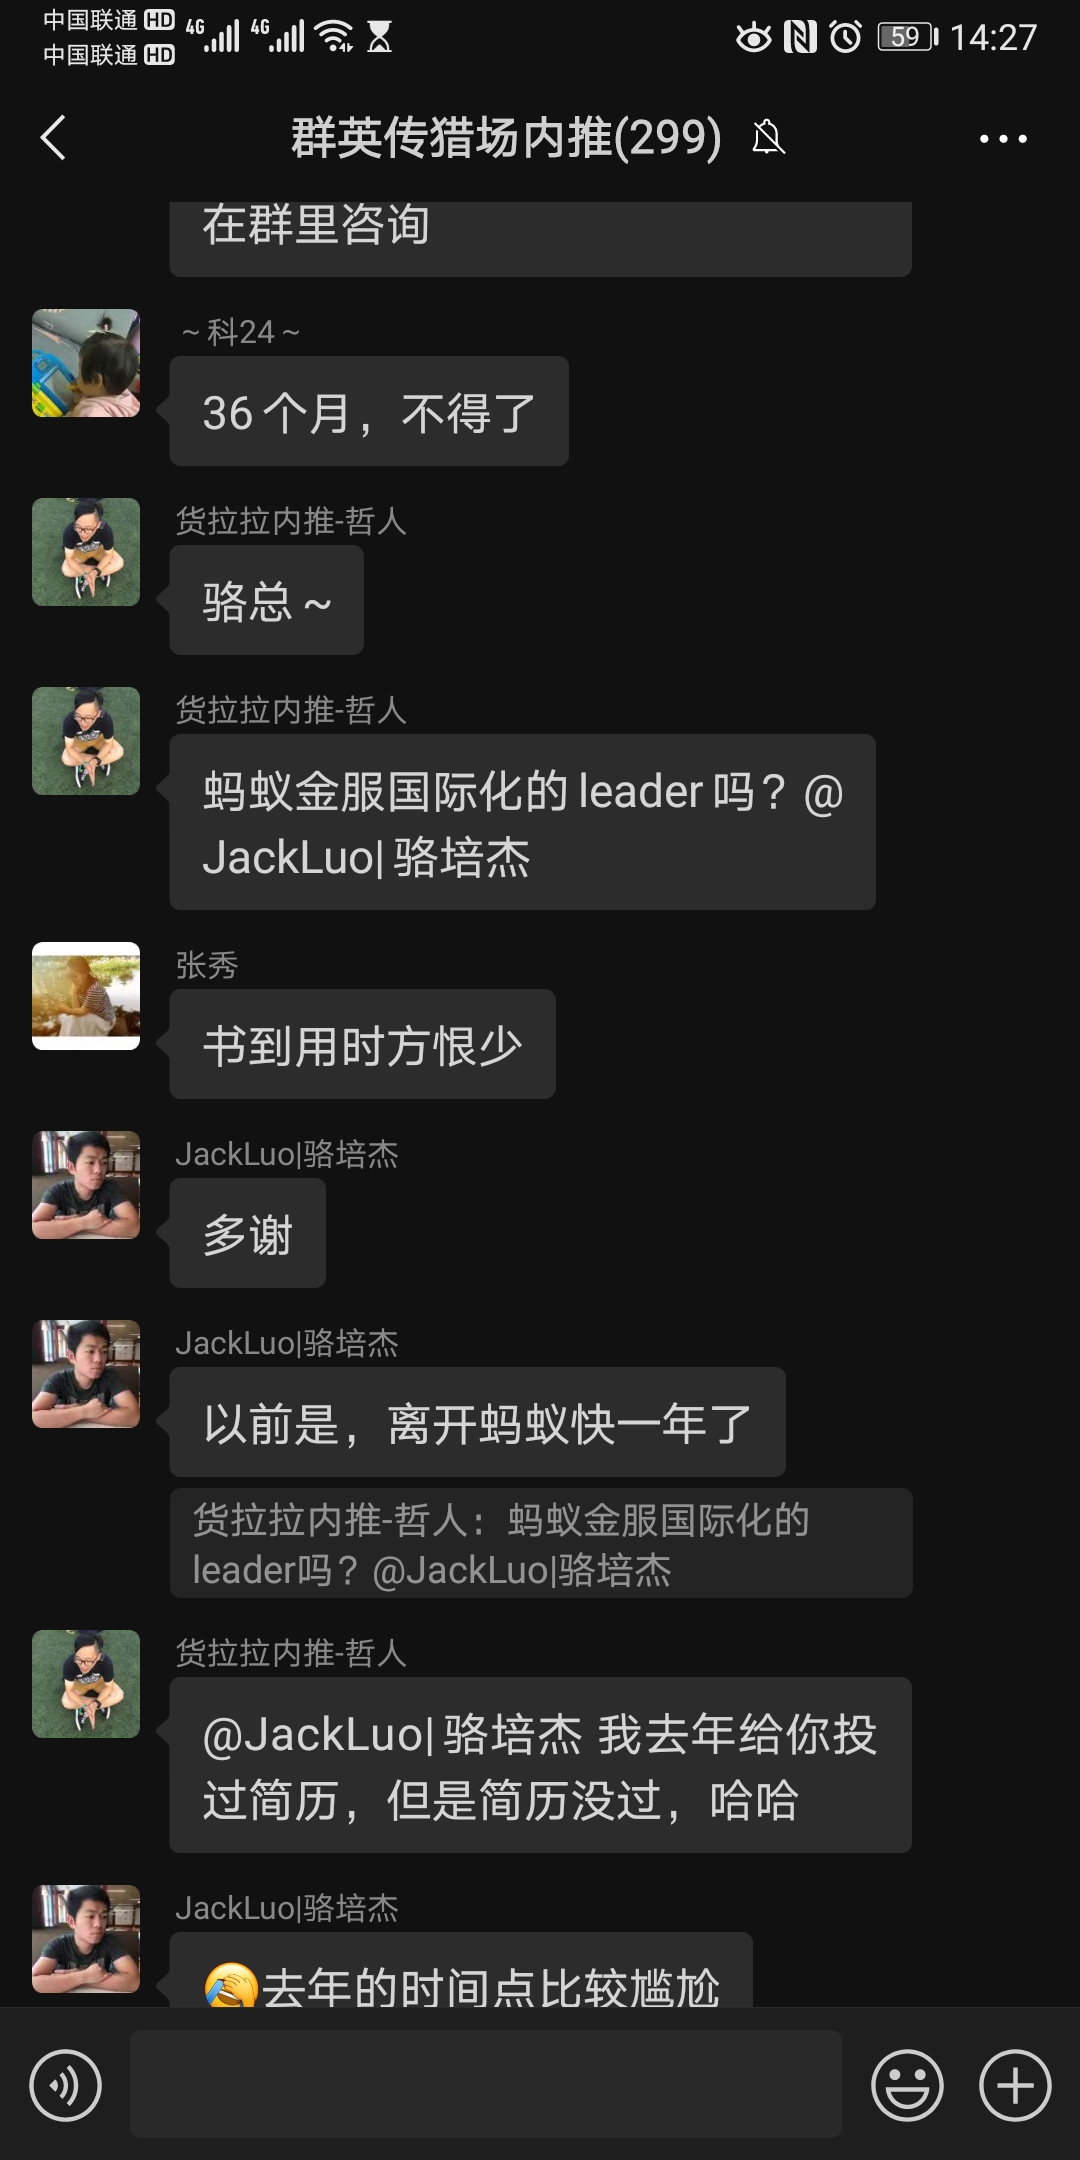 中国联通 HD 4G 4G 59 14:27
中国联通 HD
群英传猎场内推(299)
在群里咨询
~科24~
36个月，不得了
货拉拉内推-哲人
骆总~
货拉拉内推-哲人
蚂蚁金服国际化的leader吗？@
JackLuo|骆培杰
张秀
书到用时方恨少
JackLuo|骆培杰
多谢
JackLuo|骆培杰
以前是，离开蚂蚁快一年了
货拉拉内推-哲人：蚂蚁金服国际化的
leader吗？@JackLuo|骆培杰
货拉拉内推-哲人
@JackLuo|骆培杰 我去年给你投
过简历，但是简历没过，哈哈
JackLuo|骆培杰
🤦去年的时间点比较尴尬